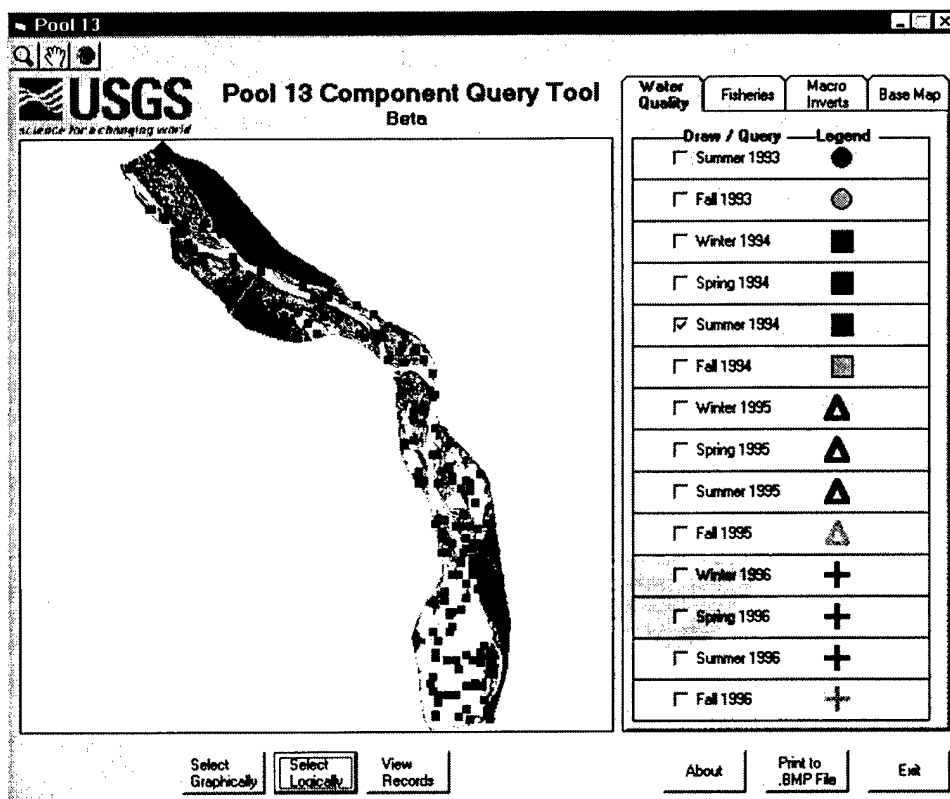 Pool 13
USGS
science for a changing world
Pool 13 Component Query Tool
Beta
Water Quality
Fisheries
Macro Inverts
Base Map
Draw / Query
Legend
Summer 1993
Fall 1993
Winter 1994
Spring 1994
Summer 1994
Fall 1994
Winter 1995
Spring 1995
Summer 1995
Fall 1995
Winter 1996
Spring 1996
Summer 1996
Fall 1996
Select Graphically
Select Logically
View Records
About
Print to .BMP File
Exit